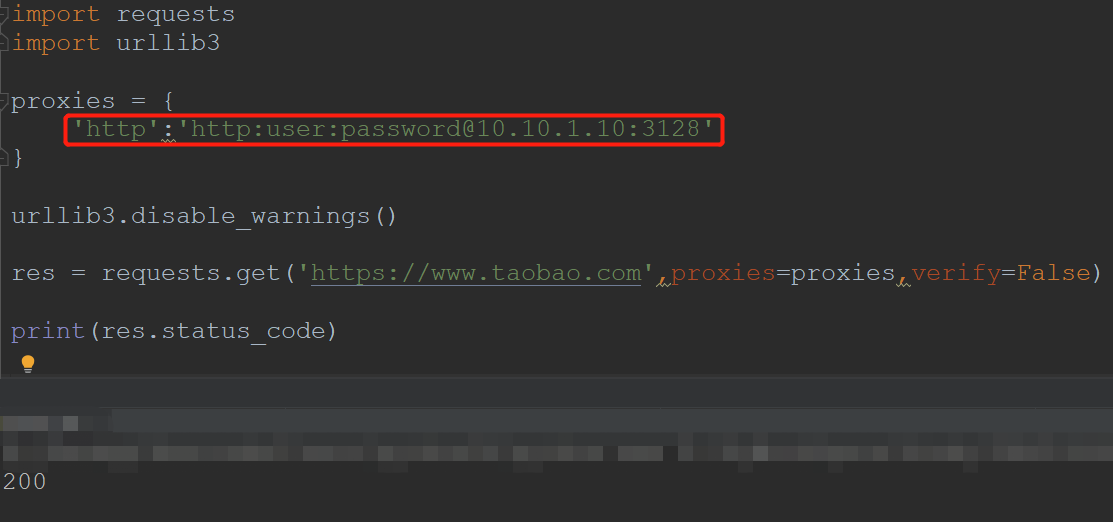 import requests
import urllib3
proxies = {
'http':'http:user:password@10.10.1.10:3128'
}
urllib3.disable_warnings()
res = requests.get('https://www.taobao.com',proxies=proxies,verify=False)
print(res.status_code)
200